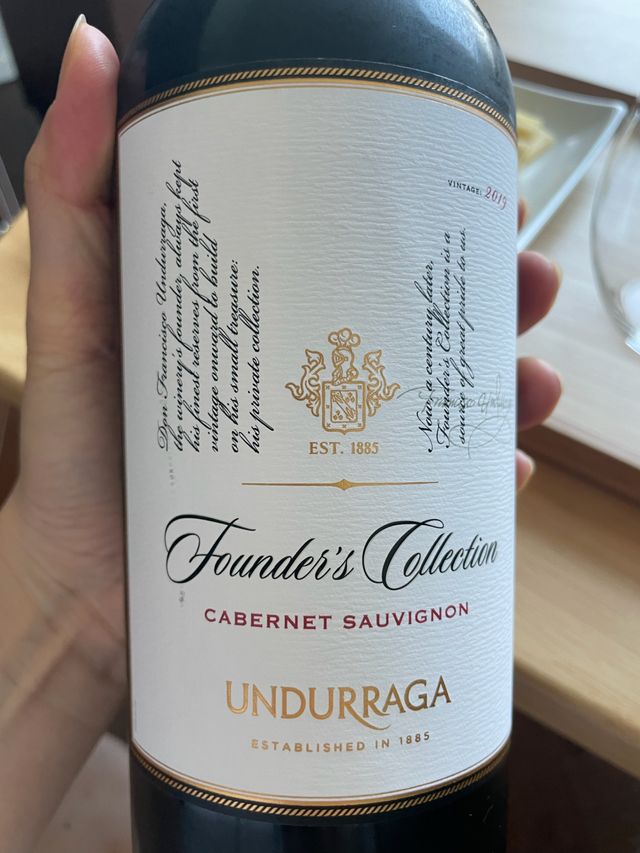 VINTAGE: 2019
Don Francisco Undurraga,
the winery's founder, always kept
his finest reserves from the first
vintage onward to build
on his small treasure:
his private collection.
Now, a century later,
Founder's Collection is a
source of great pride to us.
EST. 1885
Founder's Collection
CABERNET SAUVIGNON
UNDURRAGA
ESTABLISHED IN 1885